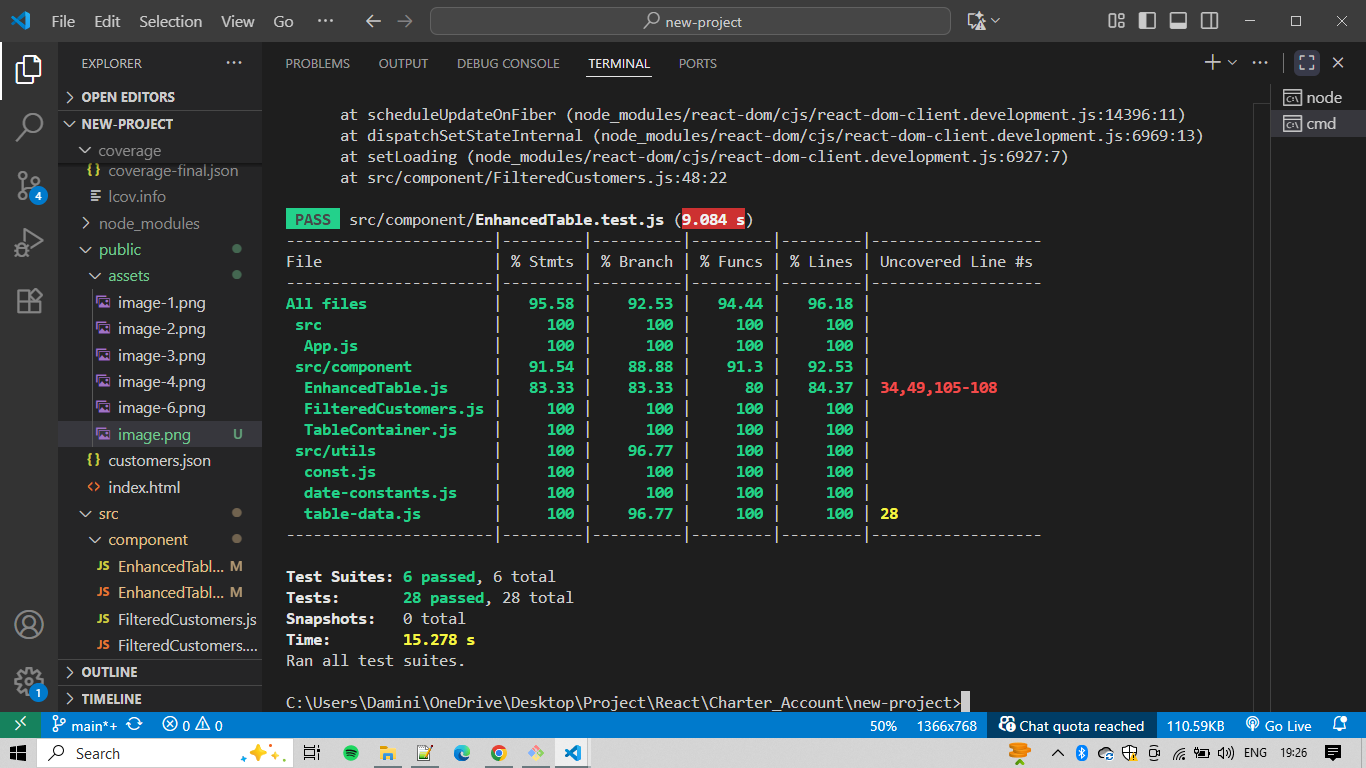 File Edit Selection View Go ···
new-project
EXPLORER ···
OPEN EDITORS
NEW-PROJECT
coverage
{} coverage-final.json
lcov.info
node_modules
public
assets
image-1.png
image-2.png
image-3.png
image-4.png
image-6.png
image.png U
{} customers.json
<> index.html
src
component
JS EnhancedTabl... M
JS EnhancedTabl... M
JS FilteredCustomers.js
JS FilteredCustomers....
OUTLINE
TIMELINE
4
1
PROBLEMS OUTPUT DEBUG CONSOLE TERMINAL PORTS
node
cmd
at scheduleUpdateOnFiber (node_modules/react-dom/cjs/react-dom-client.development.js:14396:11)
at dispatchSetStateInternal (node_modules/react-dom/cjs/react-dom-client.development.js:6969:13)
at setLoading (node_modules/react-dom/cjs/react-dom-client.development.js:6927:7)
at src/component/FilteredCustomers.js:48:22
PASS src/component/EnhancedTable.test.js (9.084 s)
-----------------------|---------|----------|---------|---------|-------------------
File | % Stmts | % Branch | % Funcs | % Lines | Uncovered Line #s
-----------------------|---------|----------|---------|---------|-------------------
All files | 95.58 | 92.53 | 94.44 | 96.18 |
src | 100 | 100 | 100 | 100 |
App.js | 100 | 100 | 100 | 100 |
src/component | 91.54 | 88.88 | 91.3 | 92.53 |
EnhancedTable.js | 83.33 | 83.33 | 80 | 84.37 | 34,49,105-108
FilteredCustomers.js | 100 | 100 | 100 | 100 |
TableContainer.js | 100 | 100 | 100 | 100 |
src/utils | 100 | 96.77 | 100 | 100 |
const.js | 100 | 100 | 100 | 100 |
date-constants.js | 100 | 100 | 100 | 100 |
table-data.js | 100 | 96.77 | 100 | 100 | 28
-----------------------|---------|----------|---------|---------|-------------------
Test Suites: 6 passed, 6 total
Tests: 28 passed, 28 total
Snapshots: 0 total
Time: 15.278 s
Ran all test suites.
C:\Users\Damini\OneDrive\Desktop\Project\React\Charter_Account\new-project>
main*+ 0 0 50% 1366x768 Chat quota reached 110.59KB Go Live
Search ENG 19:26